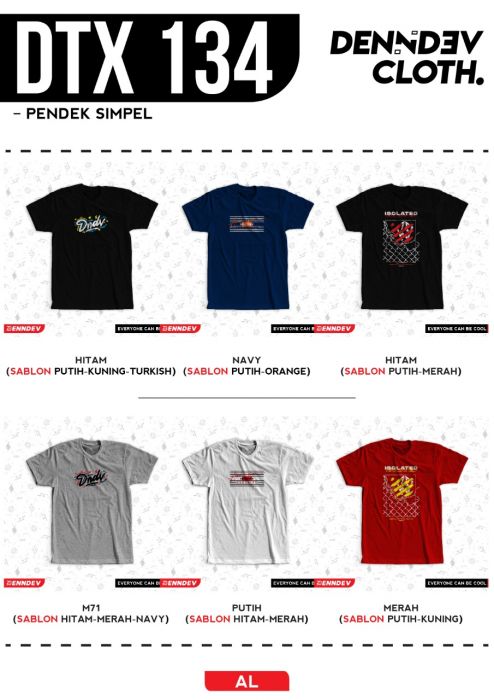 DTX 134
DENNDEV
CLOTH.
– PENDEK SIMPEL
Dndv
ISOLATED
DENNDEV
EVERYONE CAN BE
DENNDEV
DENNDEV
EVERYONE CAN BE COOL
HITAM
(SABLON PUTIH-KUNING-TURKISH)
NAVY
(SABLON PUTIH-ORANGE)
HITAM
(SABLON PUTIH-MERAH)
Dndv
ISOLATED
DENNDEV
EVERYONE CAN BE
DENNDEV
EVERYONE CAN BE
DENNDEV
EVERYONE CAN BE COOL
M71
(SABLON HITAM-MERAH-NAVY)
PUTIH
(SABLON HITAM-MERAH)
MERAH
(SABLON PUTIH-KUNING)
AL